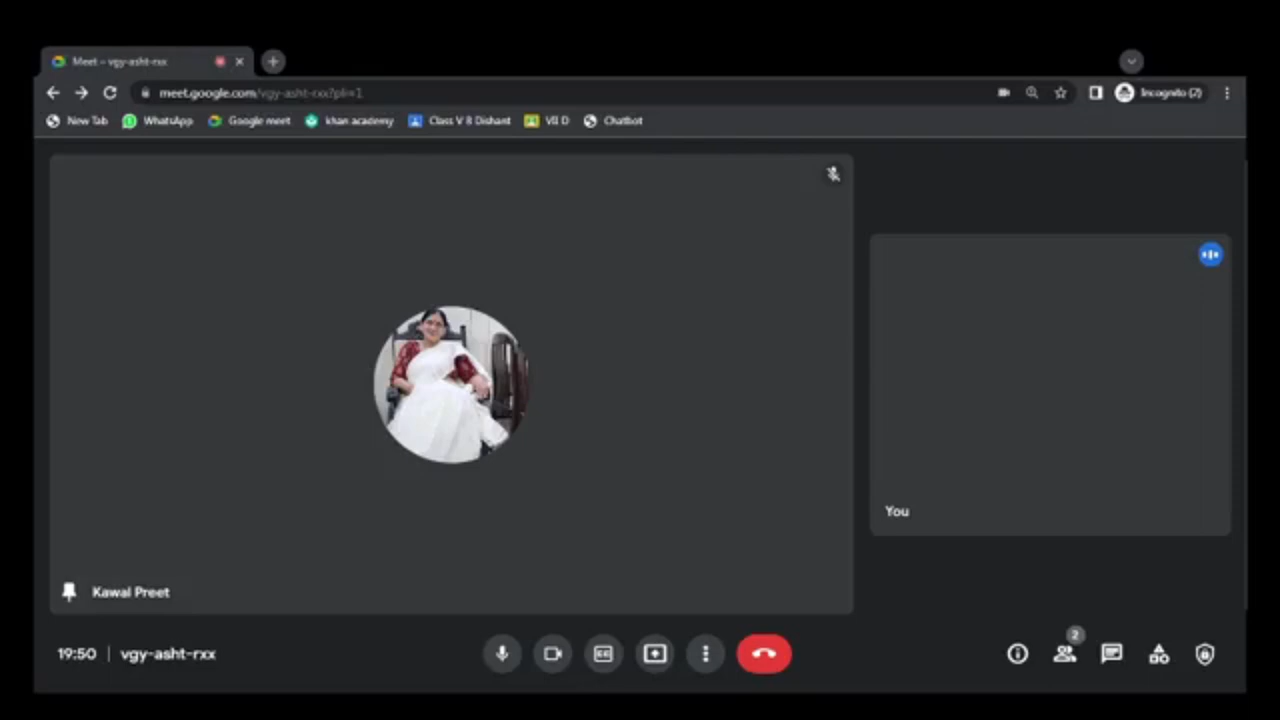 Meet – vgy-asht-rxx
meet.google.com/vgy-asht-rxx?pli=1
Incognito (2)
New Tab WhatsApp Google meet khan academy Class V B Dishant VII D Chatbot
You
Kawal Preet
2
19:50 | vgy-asht-rxx